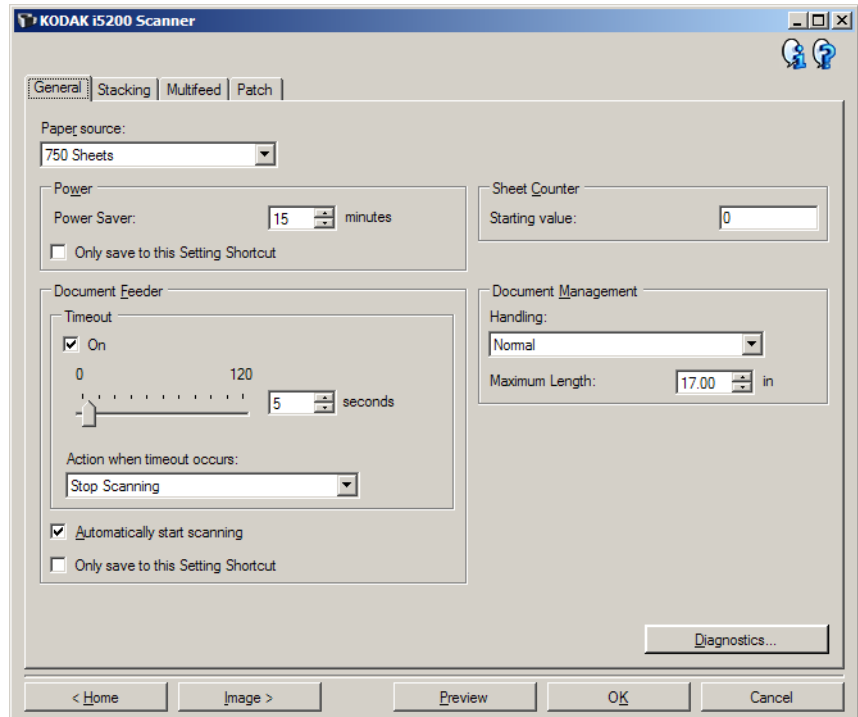 KODAK i5200 Scanner
General Stacking Multifeed Patch
Paper source:
750 Sheets
Power
Power Saver: 15 minutes
Only save to this Setting Shortcut
Sheet Counter
Starting value: 0
Document Feeder
Timeout
On
0 120
5 seconds
Action when timeout occurs:
Stop Scanning
Automatically start scanning
Only save to this Setting Shortcut
Document Management
Handling:
Normal
Maximum Length: 17.00 in
Diagnostics...
< Home Image > Preview OK Cancel